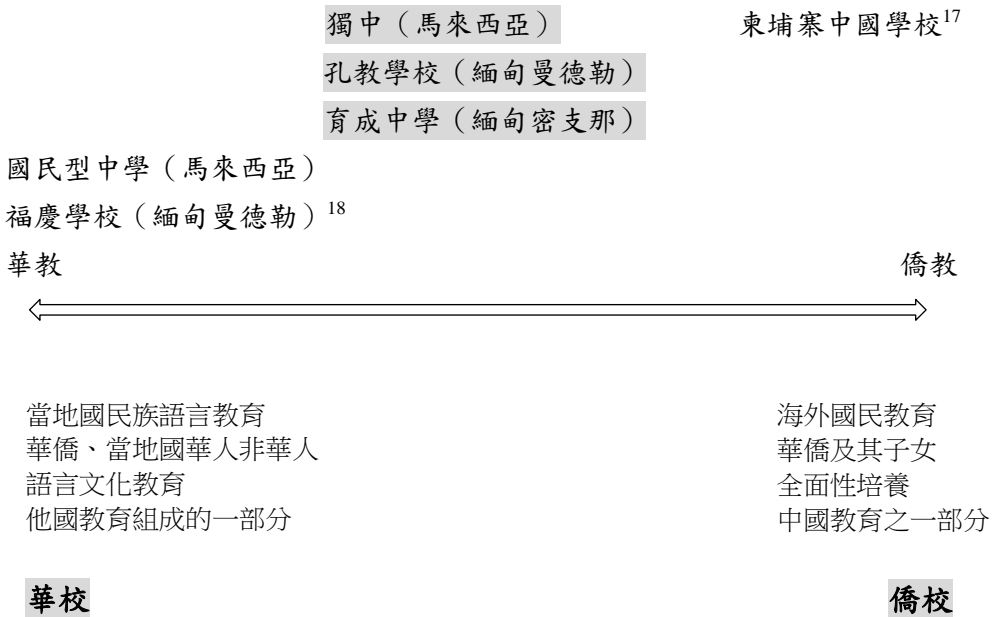 獨中（馬來西亞） 柬埔寨中國學校17
孔教學校（緬甸曼德勒）
育成中學（緬甸密支那）
國民型中學（馬來西亞）
福慶學校（緬甸曼德勒）18
華教 僑教
當地國民族語言教育 海外國民教育
華僑、當地國華人非華人 華僑及其子女
語言文化教育 全面性培養
他國教育組成的一部分 中國教育之一部分
華校 僑校